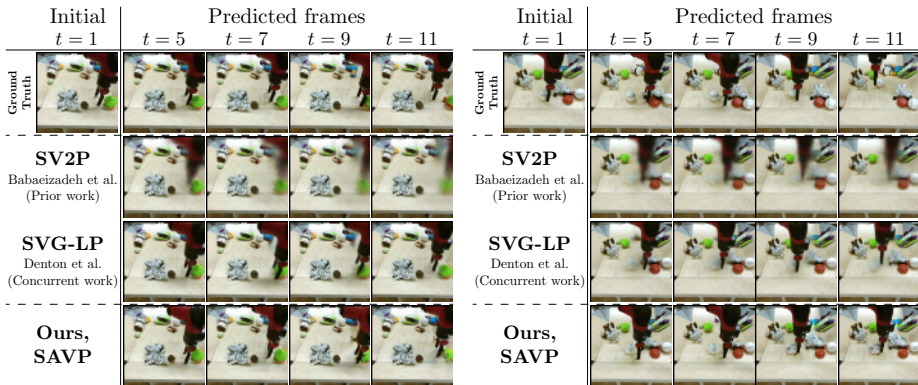 Initial Predicted frames
t = 1 t = 5 t = 7 t = 9 t = 11
Ground
Truth
SV2P
Babaeizadeh et al.
(Prior work)
SVG-LP
Denton et al.
(Concurrent work)
Ours,
SAVP
Initial Predicted frames
t = 1 t = 5 t = 7 t = 9 t = 11
Ground
Truth
SV2P
Babaeizadeh et al.
(Prior work)
SVG-LP
Denton et al.
(Concurrent work)
Ours,
SAVP